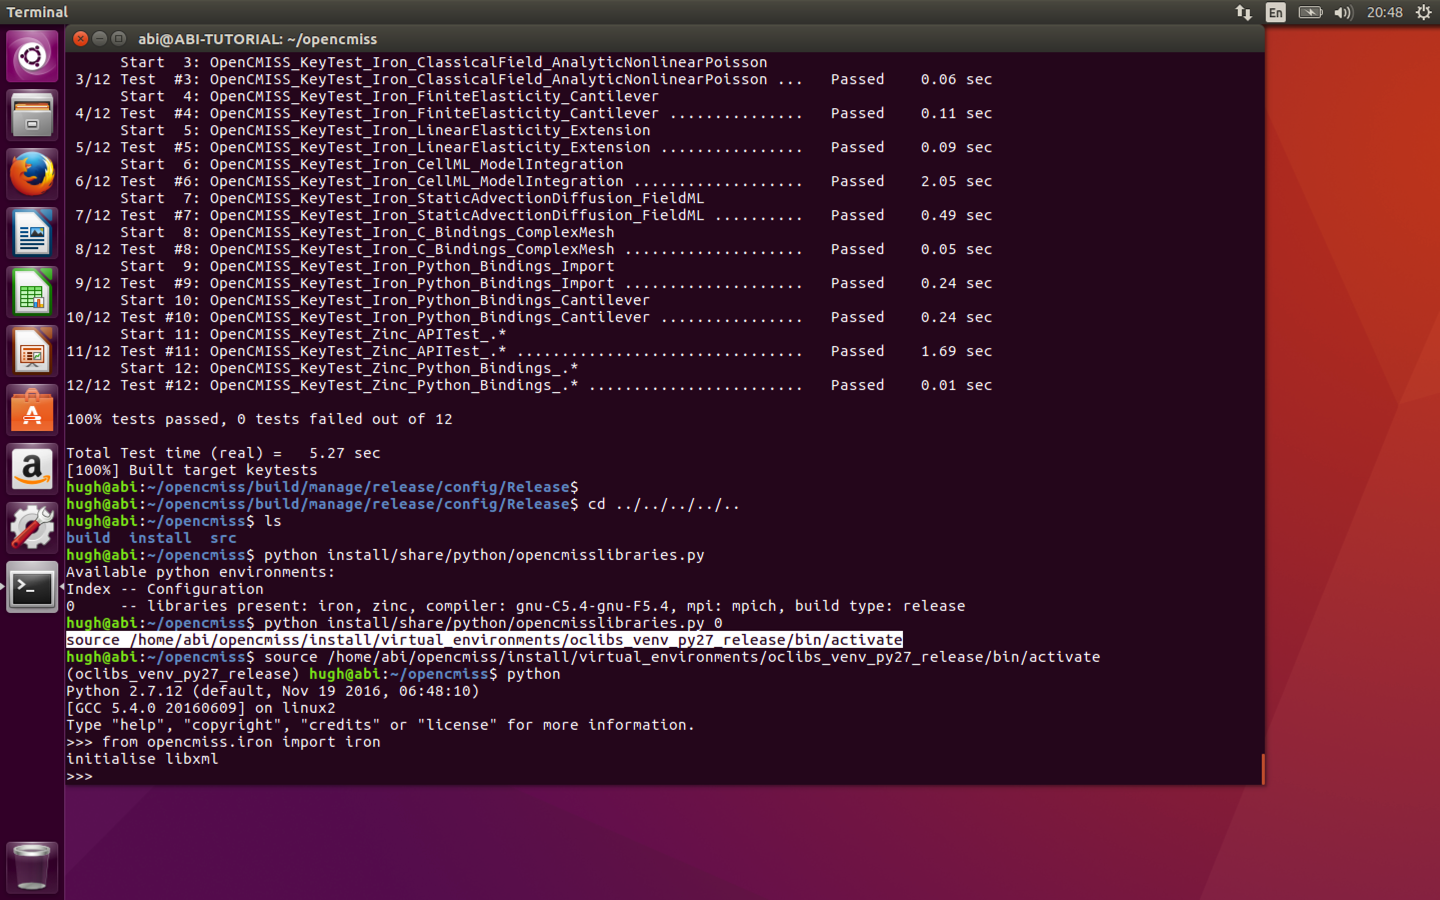 Terminal
En
20:48
abi@ABI-TUTORIAL: ~/opencmiss
Start  3: OpenCMISS_KeyTest_Iron_ClassicalField_AnalyticNonlinearPoisson
3/12 Test  #3: OpenCMISS_KeyTest_Iron_ClassicalField_AnalyticNonlinearPoisson ...   Passed    0.06 sec
Start  4: OpenCMISS_KeyTest_Iron_FiniteElasticity_Cantilever
4/12 Test  #4: OpenCMISS_KeyTest_Iron_FiniteElasticity_Cantilever ...............   Passed    0.11 sec
Start  5: OpenCMISS_KeyTest_Iron_LinearElasticity_Extension
5/12 Test  #5: OpenCMISS_KeyTest_Iron_LinearElasticity_Extension ................   Passed    0.09 sec
Start  6: OpenCMISS_KeyTest_Iron_CellML_ModelIntegration
6/12 Test  #6: OpenCMISS_KeyTest_Iron_CellML_ModelIntegration ...................   Passed    2.05 sec
Start  7: OpenCMISS_KeyTest_Iron_StaticAdvectionDiffusion_FieldML
7/12 Test  #7: OpenCMISS_KeyTest_Iron_StaticAdvectionDiffusion_FieldML ..........   Passed    0.49 sec
Start  8: OpenCMISS_KeyTest_Iron_C_Bindings_ComplexMesh
8/12 Test  #8: OpenCMISS_KeyTest_Iron_C_Bindings_ComplexMesh ....................   Passed    0.05 sec
Start  9: OpenCMISS_KeyTest_Iron_Python_Bindings_Import
9/12 Test  #9: OpenCMISS_KeyTest_Iron_Python_Bindings_Import ....................   Passed    0.24 sec
Start 10: OpenCMISS_KeyTest_Iron_Python_Bindings_Cantilever
10/12 Test #10: OpenCMISS_KeyTest_Iron_Python_Bindings_Cantilever ................   Passed    0.24 sec
Start 11: OpenCMISS_KeyTest_Zinc_APITest_.*
11/12 Test #11: OpenCMISS_KeyTest_Zinc_APITest_.* ................................   Passed    1.69 sec
Start 12: OpenCMISS_KeyTest_Zinc_Python_Bindings_.*
12/12 Test #12: OpenCMISS_KeyTest_Zinc_Python_Bindings_.* ........................   Passed    0.01 sec
100% tests passed, 0 tests failed out of 12
Total Test time (real) =   5.27 sec
[100%] Built target keytests
hugh@abi:~/opencmiss/build/manage/release/config/Release$
hugh@abi:~/opencmiss/build/manage/release/config/Release$ cd ../../../../..
hugh@abi:~/opencmiss$ ls
build  install  src
hugh@abi:~/opencmiss$ python install/share/python/opencmisslibraries.py
Available python environments:
Index -- Configuration
0     -- libraries present: iron, zinc, compiler: gnu-C5.4-gnu-F5.4, mpi: mpich, build type: release
hugh@abi:~/opencmiss$ python install/share/python/opencmisslibraries.py 0
source /home/abi/opencmiss/install/virtual_environments/oclibs_venv_py27_release/bin/activate
hugh@abi:~/opencmiss$ source /home/abi/opencmiss/install/virtual_environments/oclibs_venv_py27_release/bin/activate
(oclibs_venv_py27_release) hugh@abi:~/opencmiss$ python
Python 2.7.12 (default, Nov 19 2016, 06:48:10)
[GCC 5.4.0 20160609] on linux2
Type "help", "copyright", "credits" or "license" for more information.
>>> from opencmiss.iron import iron
initialise libxml
>>>